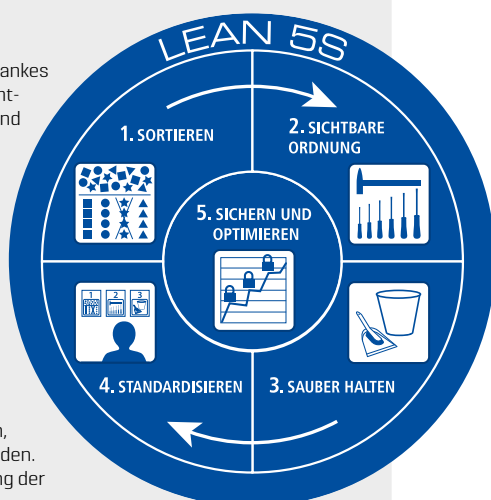 LEAN 5S
ankes
nt-
nd
1. SORTIEREN
2. SICHTBARE
ORDNUNG
5. SICHERN UND
OPTIMIEREN
1 2 3
4. STANDARDISIEREN
3. SAUBER HALTEN
,
den.
ng der